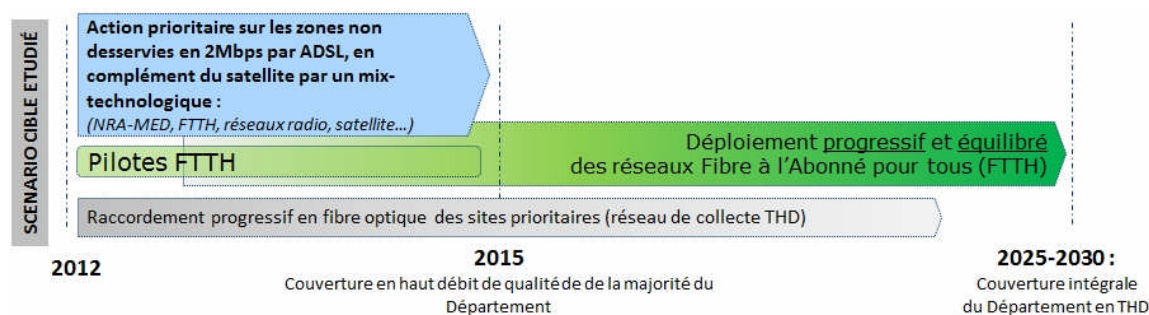 SCENARIO CIBLE ETUDIÉ
Action prioritaire sur les zones non
desservies en 2Mbps par ADSL, en
complément du satellite par un mix-
technologique :
(NRA-MED, FTTH, réseaux radio, satellite...)
Pilotes FTTH
Déploiement progressif et équilibré
des réseaux Fibre à l'Abonné pour tous (FTTH)
Raccordement progressif en fibre optique des sites prioritaires (réseau de collecte THD)
2012
2015
Couverture en haut débit de qualité de de la majorité du
Département
2025-2030 :
Couverture intégrale
du Département en THD